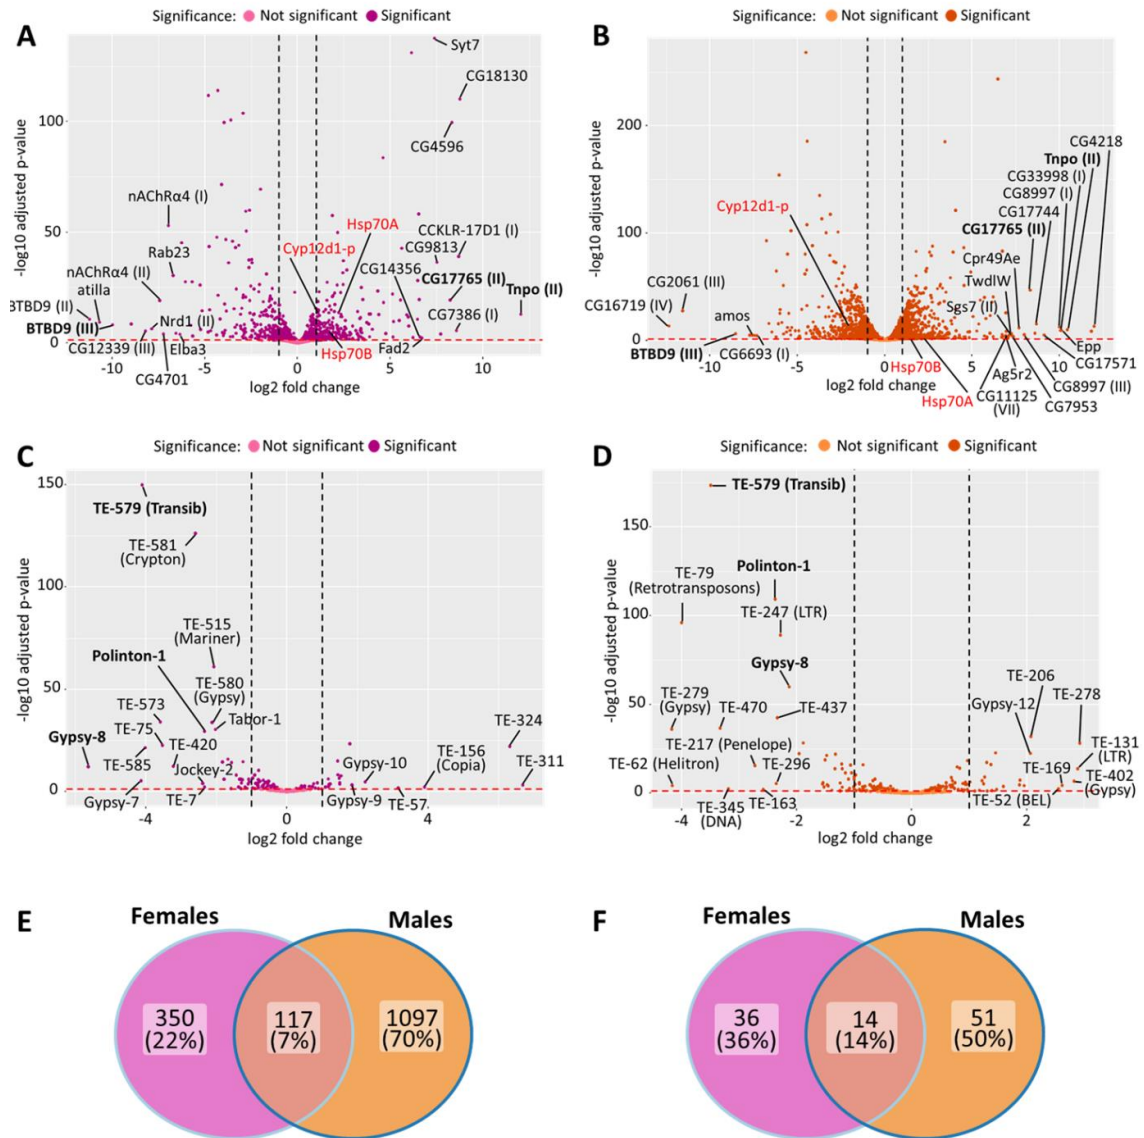 Significance: Not significant Significant
A
-log10 adjusted p-value
100
50
0
-10
-5
0
5
10
log2 fold change
Syt7
CG18130
CG4596
nAChRα4 (I)
Hsp70A
CCKLR-17D1 (I)
Rab23
Cyp12d1-p
CG9813
CG14356
nAChRα4 (II)
CG17765 (II)
atilla
Tnpo (II)
BTBD9 (II)
BTBD9 (III)
Nrd1 (II)
CG7386 (I)
CG12339 (III)
Elba3
Hsp70B
Fad2
CG4701
Significance: Not significant Significant
B
-log10 adjusted p-value
200
100
0
-10
-5
0
5
10
log2 fold change
CG4218
Tnpo (II)
CG33998 (I)
CG8997 (I)
Cyp12d1-p
CG17744
CG17765 (II)
Cpr49Ae
CG2061 (III)
TwdlW
CG16719 (IV)
Sgs7 (II)
amos
BTBD9 (III)
CG6693 (I)
Hsp70B
Epp
CG17571
Ag5r2
Hsp70A
CG11125
(VII)
CG8997 (III)
CG7953
Significance: Not significant Significant
C
-log10 adjusted p-value
150
100
50
0
-4
0
4
log2 fold change
TE-579 (Transib)
TE-581
(Crypton)
TE-515
(Mariner)
Polinton-1
TE-580
(Gypsy)
TE-573
Tabor-1
TE-324
TE-75
Gypsy-8
TE-420
TE-156
(Copia)
TE-585
Jockey-2
Gypsy-10
TE-311
Gypsy-7
TE-7
Gypsy-9
TE-57
Significance: Not significant Significant
D
-log10 adjusted p-value
150
100
50
0
-4
-2
0
2
log2 fold change
TE-579 (Transib)
Polinton-1
TE-79
(Retrotransposons)
TE-247 (LTR)
Gypsy-8
TE-206
TE-279
(Gypsy)
TE-470
TE-437
Gypsy-12
TE-278
TE-217 (Penelope)
TE-131
(LTR)
TE-62 (Helitron)
TE-296
TE-169
TE-402
(Gypsy)
TE-345
(DNA)
TE-163
TE-52 (BEL)
E
Females
Males
350
(22%)
117
(7%)
1097
(70%)
F
Females
Males
36
(36%)
14
(14%)
51
(50%)